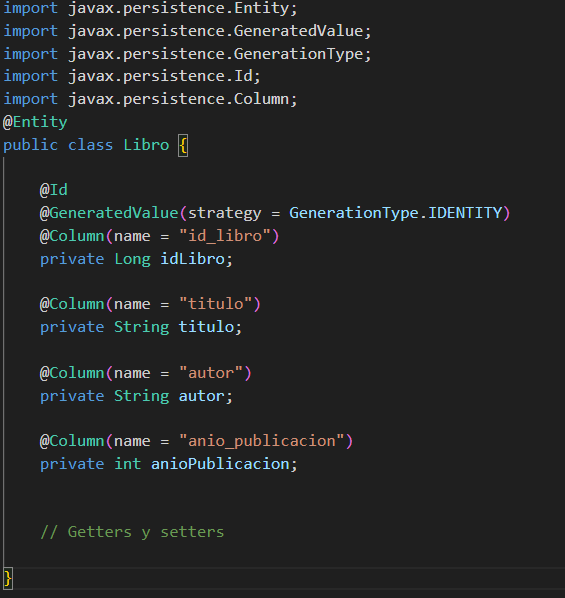 import javax.persistence.Entity;
import javax.persistence.GeneratedValue;
import javax.persistence.GenerationType;
import javax.persistence.Id;
import javax.persistence.Column;
@Entity
public class Libro {
@Id
@GeneratedValue(strategy = GenerationType.IDENTITY)
@Column(name = "id_libro")
private Long idLibro;
@Column(name = "titulo")
private String titulo;
@Column(name = "autor")
private String autor;
@Column(name = "anio_publicacion")
private int anioPublicacion;
// Getters y setters
}